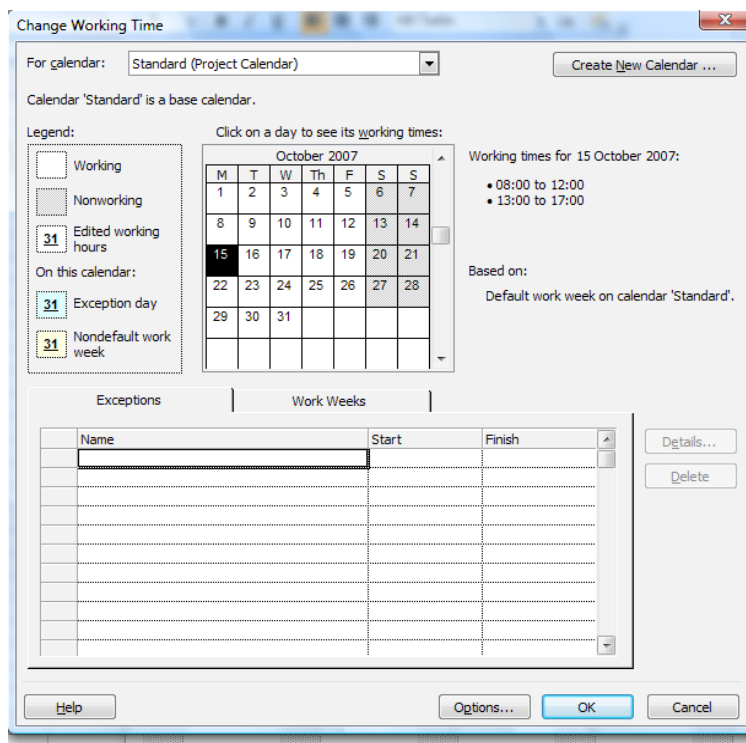 Change Working Time
For calendar: Standard (Project Calendar)
Create New Calendar ...
Calendar 'Standard' is a base calendar.
Legend:
Working
Nonworking
31 Edited working hours
On this calendar:
31 Exception day
31 Nondefault work week
Click on a day to see its working times:
October 2007
M T W Th F S S
1 2 3 4 5 6 7
8 9 10 11 12 13 14
15 16 17 18 19 20 21
22 23 24 25 26 27 28
29 30 31
Working times for 15 October 2007:
• 08:00 to 12:00
• 13:00 to 17:00
Based on:
Default work week on calendar 'Standard'.
Exceptions Work Weeks
Name Start Finish
Details...
Delete
Help Options... OK Cancel